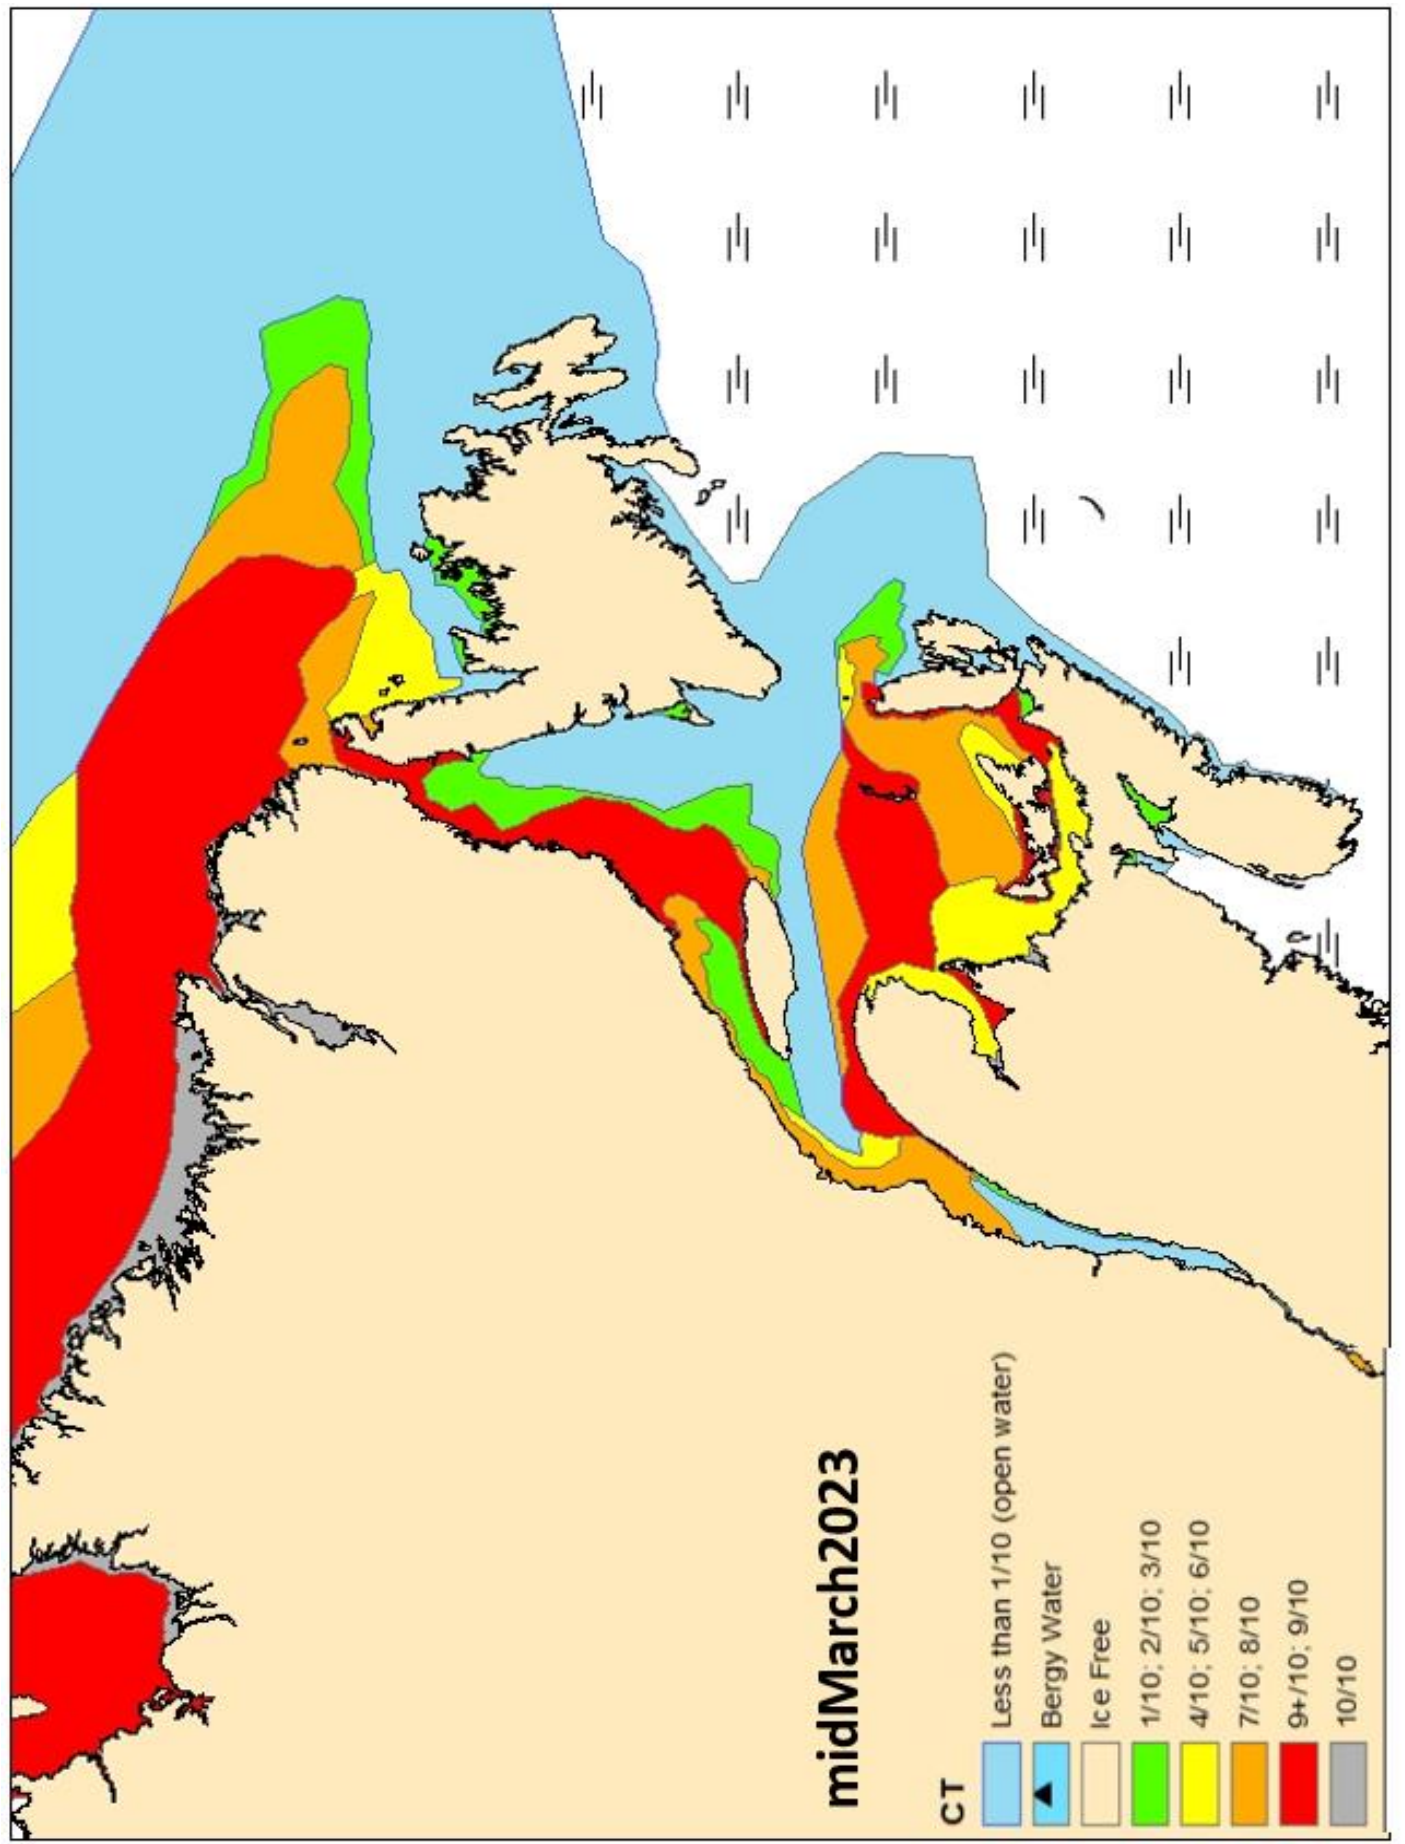 midMarch2023
CT
Less than 1/10 (open water)
Bergy Water
Ice Free
1/10; 2/10; 3/10
4/10; 5/10; 6/10
7/10; 8/10
9+/10; 9/10
10/10